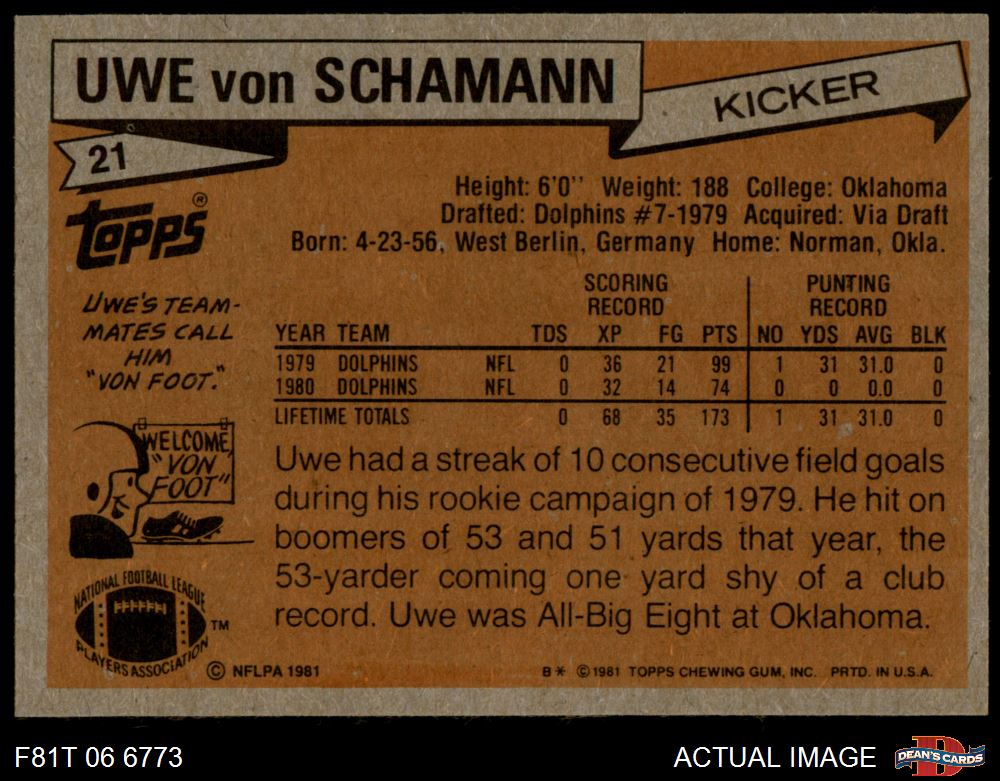 UWE von SCHAMANN
KICKER
21
TOPPS®
Height: 6'0'' Weight: 188 College: Oklahoma
Drafted: Dolphins #7-1979 Acquired: Via Draft
Born: 4-23-56, West Berlin, Germany Home: Norman, Okla.
UWE'S TEAM-
MATES CALL
HIM
"VON FOOT."
WELCOME
"VON
FOOT"
SCORING PUNTING
RECORD RECORD
YEAR TEAM TDS XP FG PTS NO YDS AVG BLK
1979 DOLPHINS NFL 0 36 21 99 1 31 31.0 0
1980 DOLPHINS NFL 0 32 14 74 0 0 0.0 0
LIFETIME TOTALS 0 68 35 173 1 31 31.0 0
Uwe had a streak of 10 consecutive field goals
during his rookie campaign of 1979. He hit on
boomers of 53 and 51 yards that year, the
53-yarder coming one yard shy of a club
record. Uwe was All-Big Eight at Oklahoma.
NATIONAL FOOTBALL LEAGUE
PLAYERS ASSOCIATION
TM
© NFLPA 1981
B* © 1981 TOPPS CHEWING GUM, INC. PRTD. IN U.S.A.
F81T 06 6773
ACTUAL IMAGE
D
DEAN'S CARDS